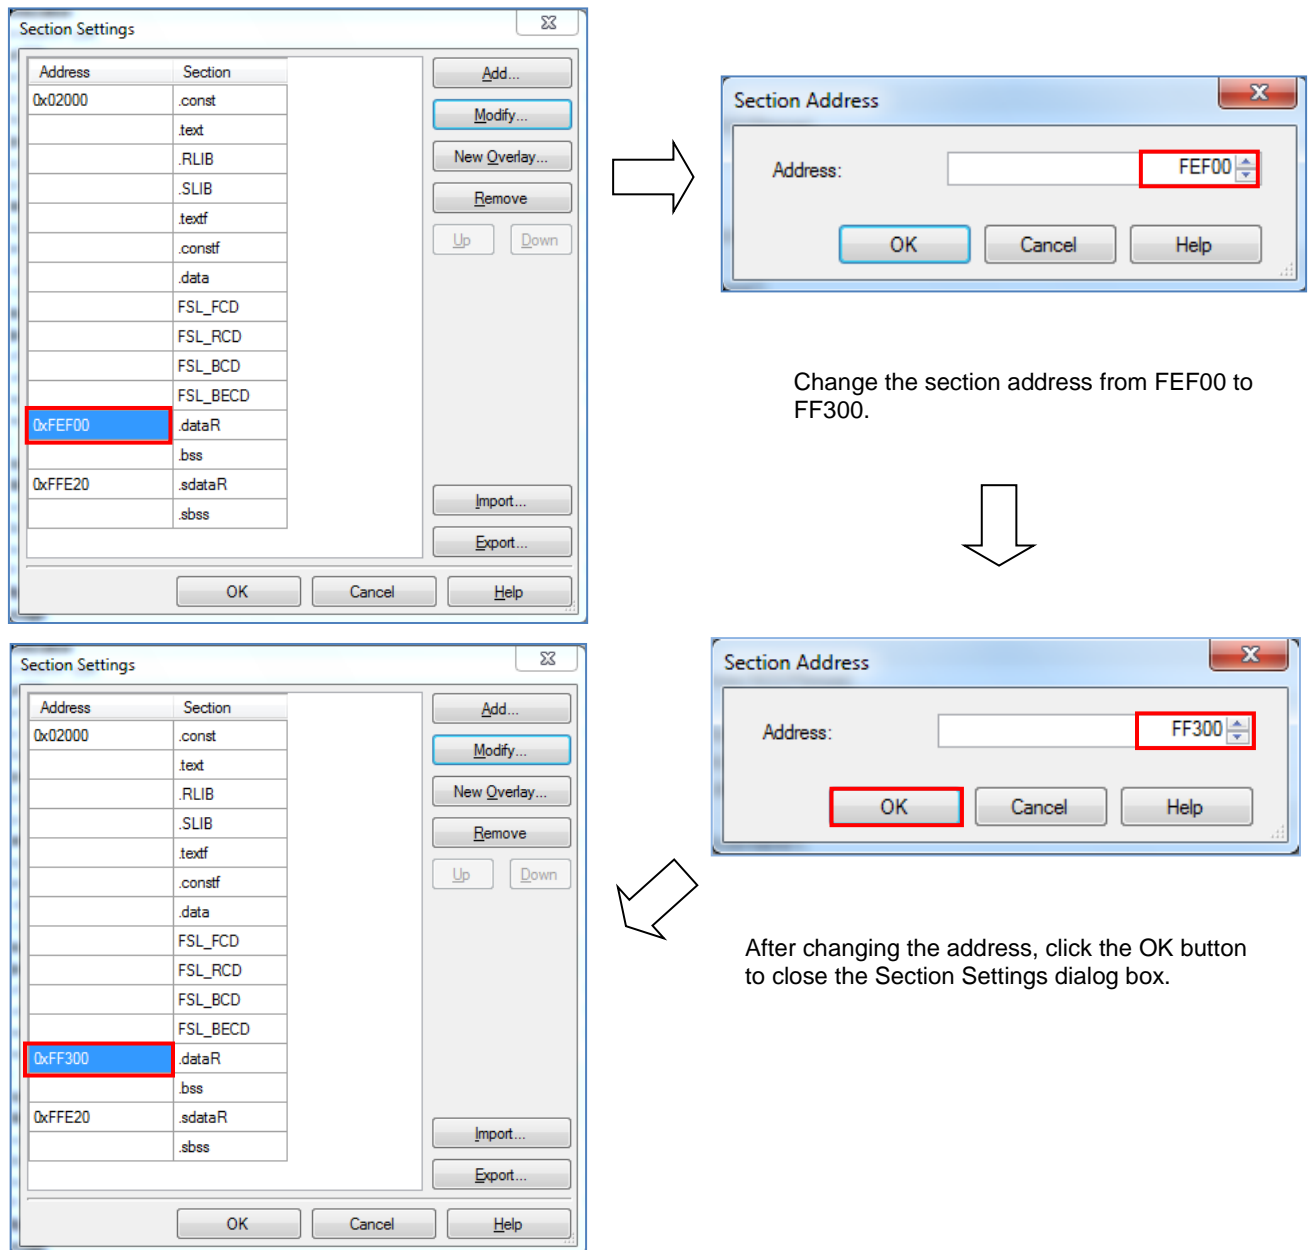 Section Settings
Address Section
0x02000 .const
.text
.RLIB
.SLIB
.textf
.constf
.data
FSL_FCD
FSL_RCD
FSL_BCD
FSL_BECD
0xFEF00 .dataR
.bss
0xFFE20 .sdataR
.sbss
Add...
Modify...
New Overlay...
Remove
Up Down
Import...
Export...
OK Cancel Help
Section Address
Address: FEF00
OK Cancel Help
Change the section address from FEF00 to
FF300.
Section Address
Address: FF300
OK Cancel Help
After changing the address, click the OK button
to close the Section Settings dialog box.
Section Settings
Address Section
0x02000 .const
.text
.RLIB
.SLIB
.textf
.constf
.data
FSL_FCD
FSL_RCD
FSL_BCD
FSL_BECD
0xFF300 .dataR
.bss
0xFFE20 .sdataR
.sbss
Add...
Modify...
New Overlay...
Remove
Up Down
Import...
Export...
OK Cancel Help